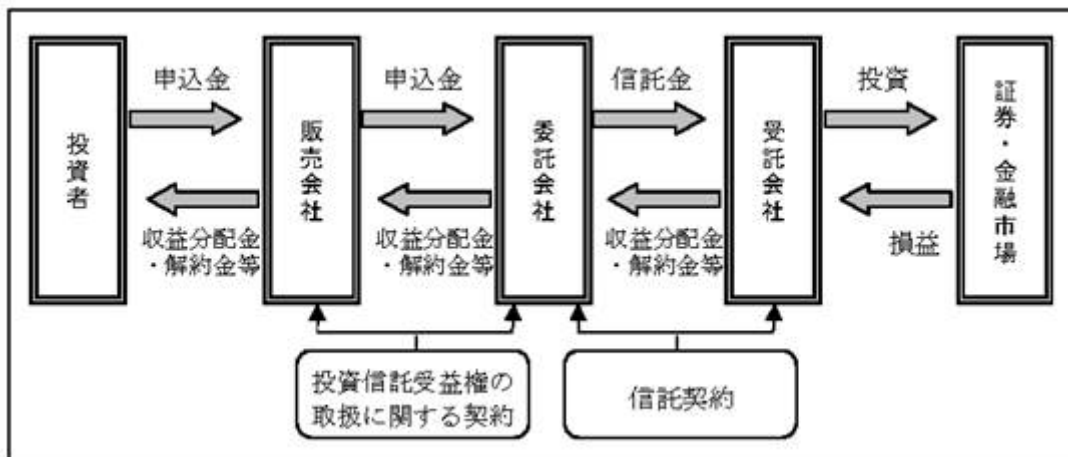 投資者
販売会社
委託会社
受託会社
証券・金融市場
申込金
申込金
信託金
投資
収益分配金
・解約金等
収益分配金
・解約金等
収益分配金
・解約金等
損益
投資信託受益権の
取扱に関する契約
信託契約